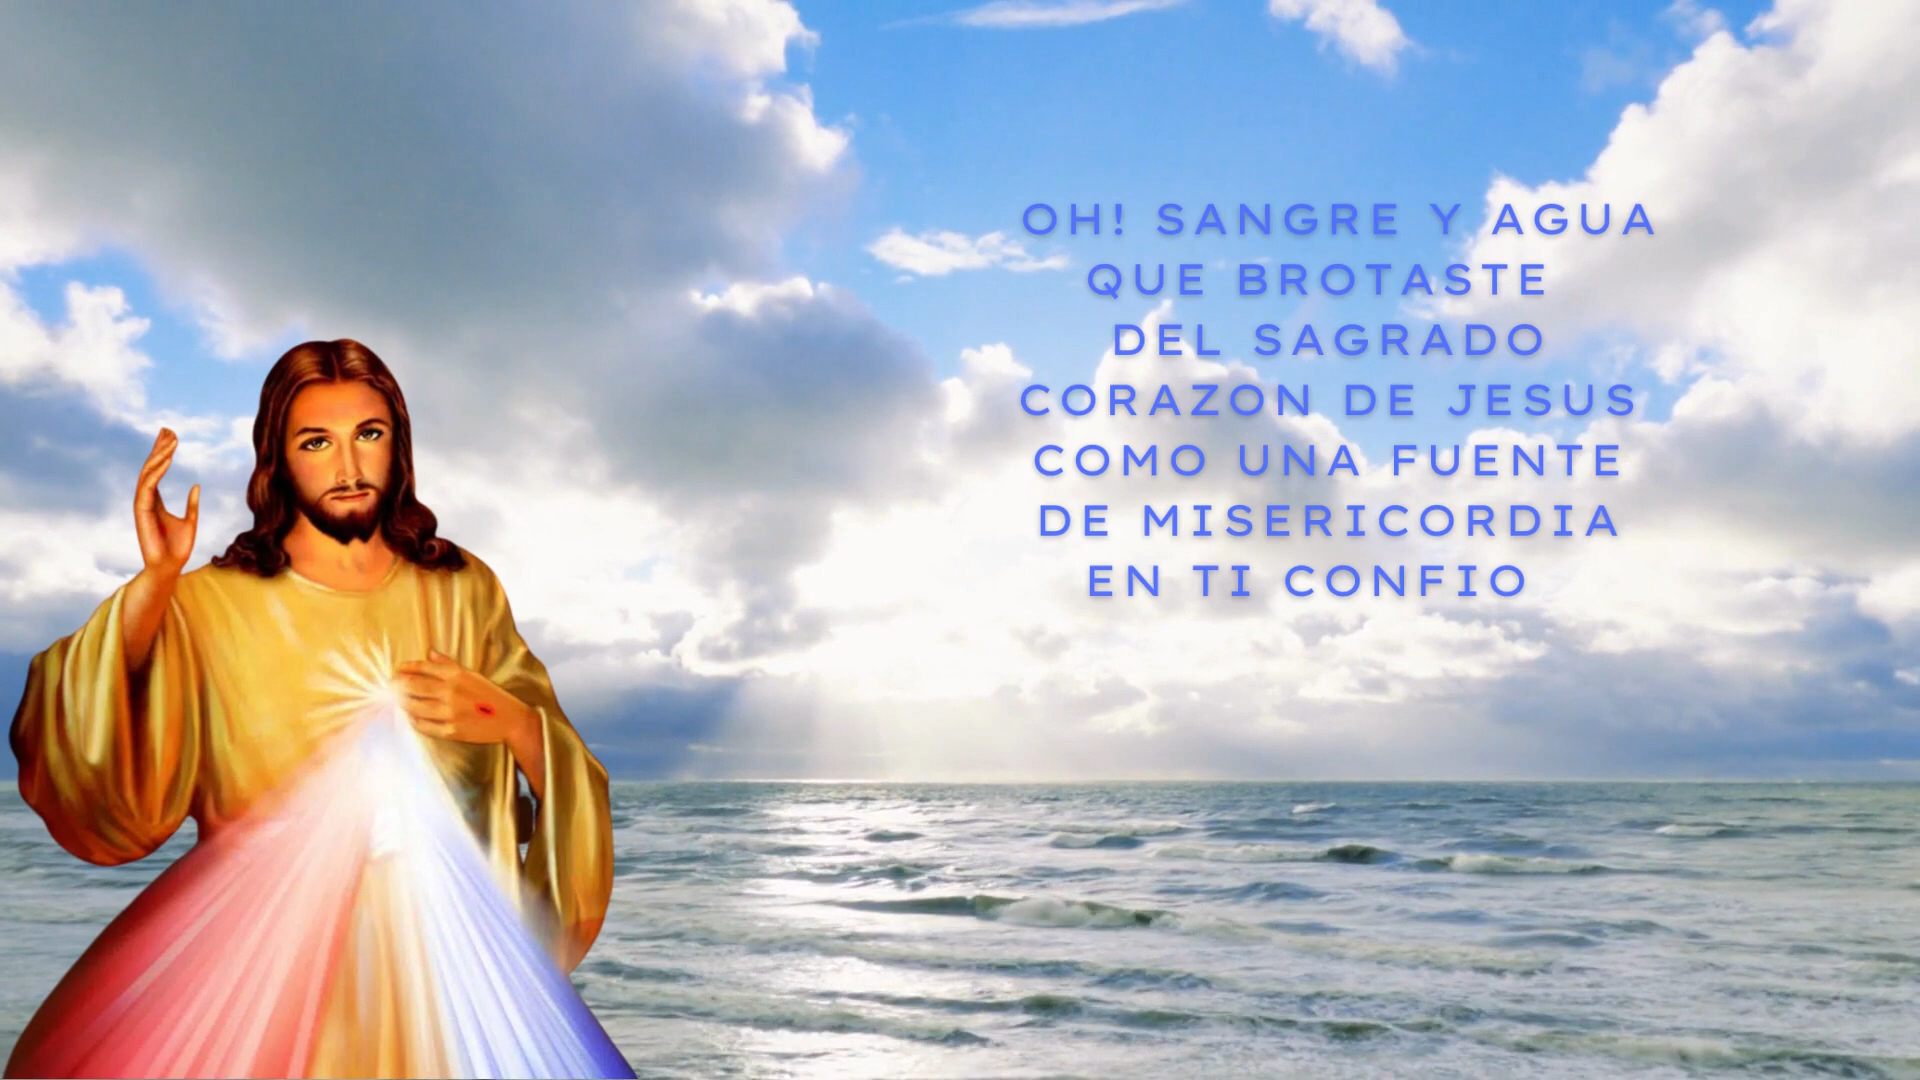 OH! SANGRE Y AGUA
QUE BROTASTE
DEL SAGRADO
CORAZON DE JESUS
COMO UNA FUENTE
DE MISERICORDIA
EN TI CONFIO